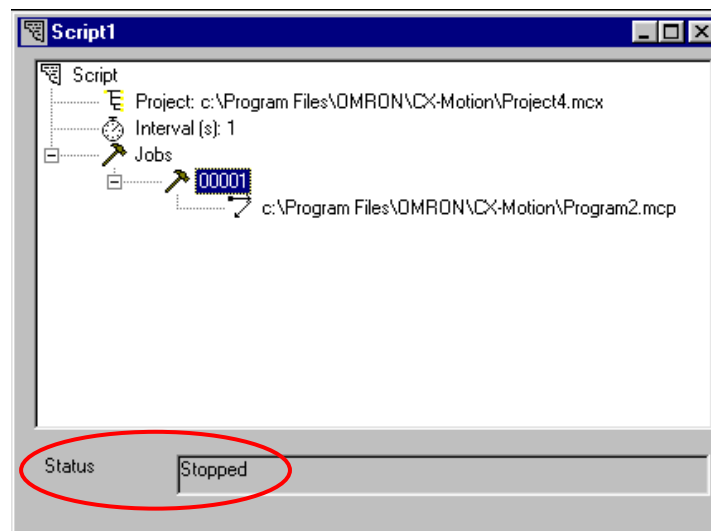 Script1
Script
Project: c:\Program Files\OMRON\CX-Motion\Project4.mcx
Interval (s): 1
Jobs
00001
c:\Program Files\OMRON\CX-Motion\Program2.mcp
Status
Stopped